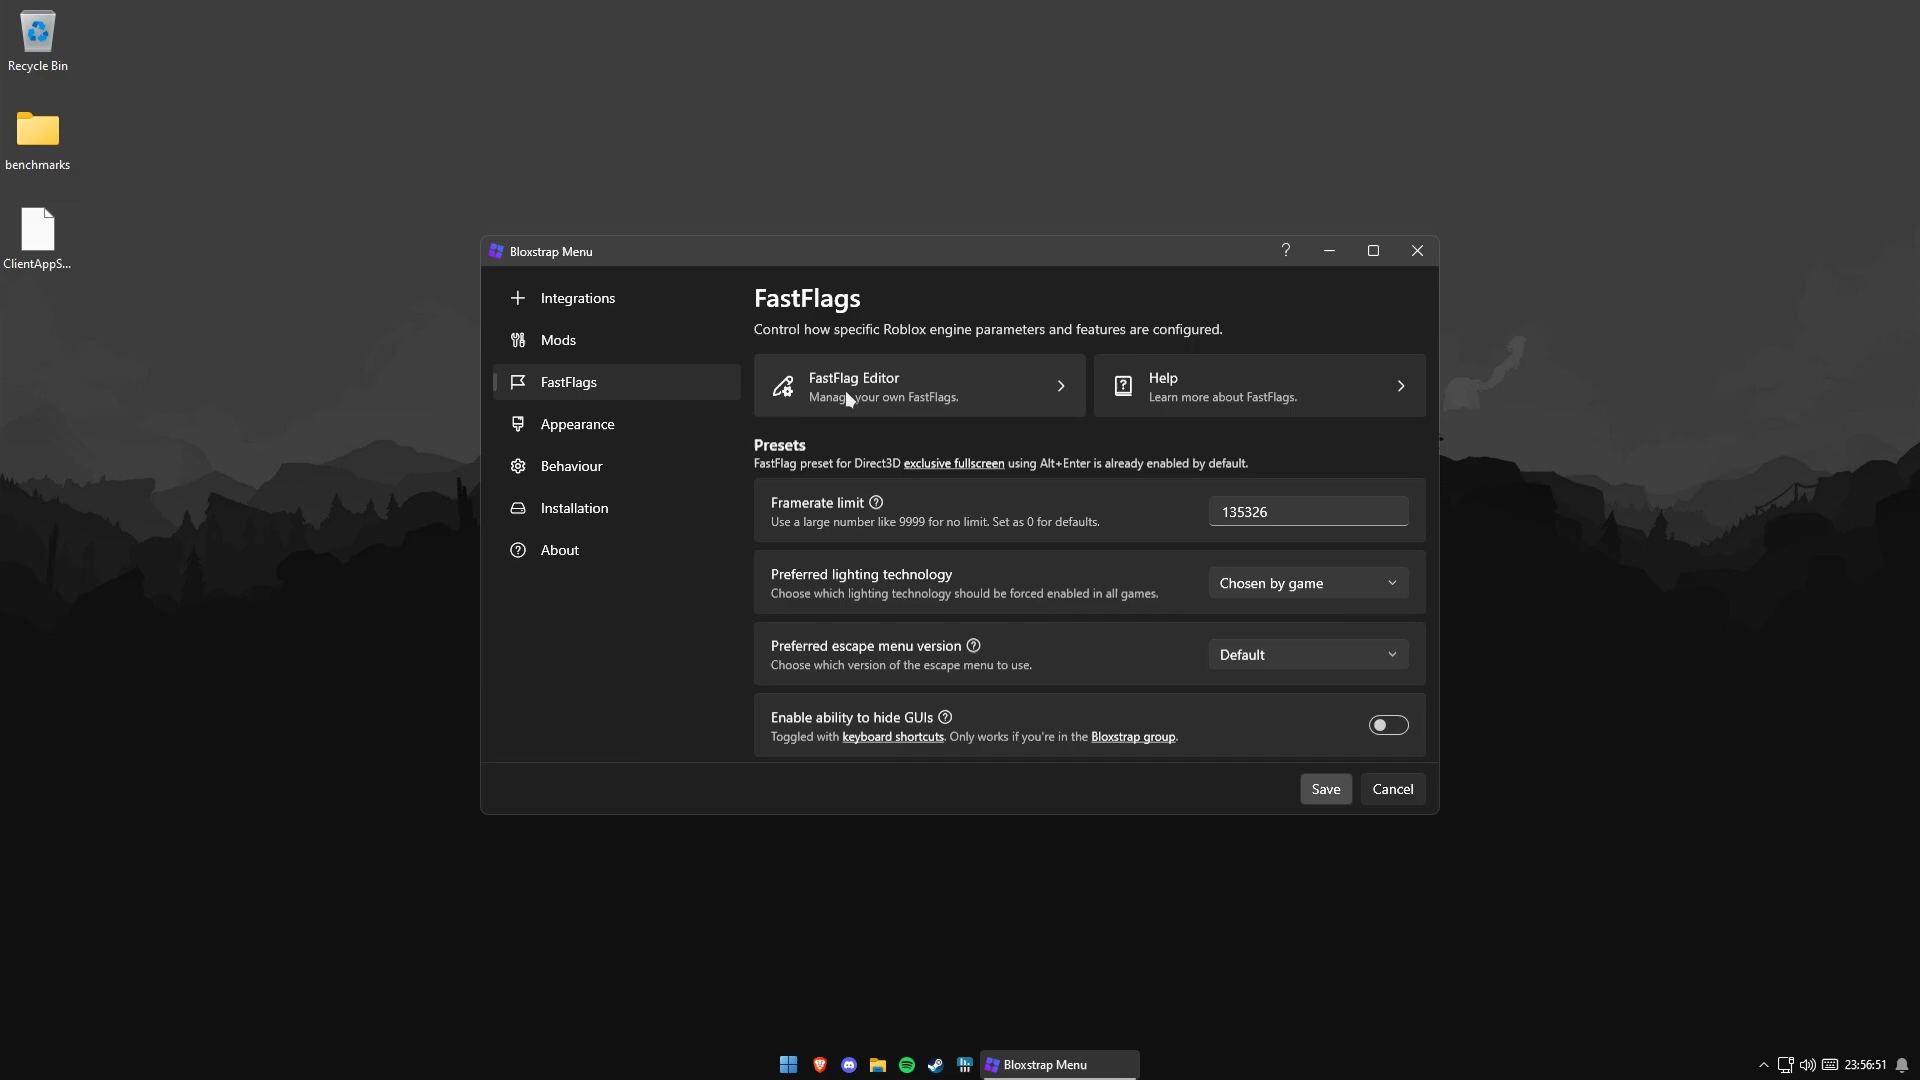 Recycle Bin
benchmarks
ClientAppS...
Bloxstrap Menu
Integrations
Mods
FastFlags
Appearance
Behaviour
Installation
About
FastFlags
Control how specific Roblox engine parameters and features are configured.
FastFlag Editor
Manage your own FastFlags.
Help
Learn more about FastFlags.
Presets
FastFlag preset for Direct3D exclusive fullscreen using Alt+Enter is already enabled by default.
Framerate limit
Use a large number like 9999 for no limit. Set as 0 for defaults.
135326
Preferred lighting technology
Choose which lighting technology should be forced enabled in all games.
Chosen by game
Preferred escape menu version
Choose which version of the escape menu to use.
Default
Enable ability to hide GUIs
Toggled with keyboard shortcuts. Only works if you're in the Bloxstrap group.
Save
Cancel
Bloxstrap Menu
23:56:51